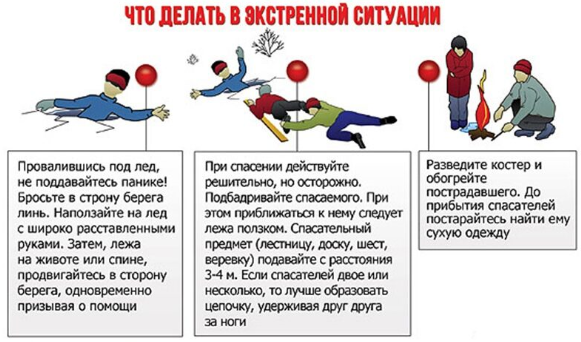 ЧТО ДЕЛАТЬ В ЭКСТРЕННОЙ СИТУАЦИИ
Провалившись под лед,
не поддавайтесь панике!
Бросьте в сторону берега
линь. Наползайте на лед
с широко расставленными
руками. Затем, лежа
на животе или спине,
продвигайтесь в сторону
берега, одновременно
призывая о помощи
При спасении действуйте
решительно, но осторожно.
Подбадривайте спасаемого. При
этом приближаться к нему следует
лежа ползком. Спасательный
предмет (лестницу, доску, шест,
веревку) подавайте с расстояния
3-4 м. Если спасателей двое или
несколько, то лучше образовать
цепочку, удерживая друг друга
за ноги
Разведите костер и
обогрейте
пострадавшего. До
прибытия спасателей
постарайтесь найти ему
сухую одежду